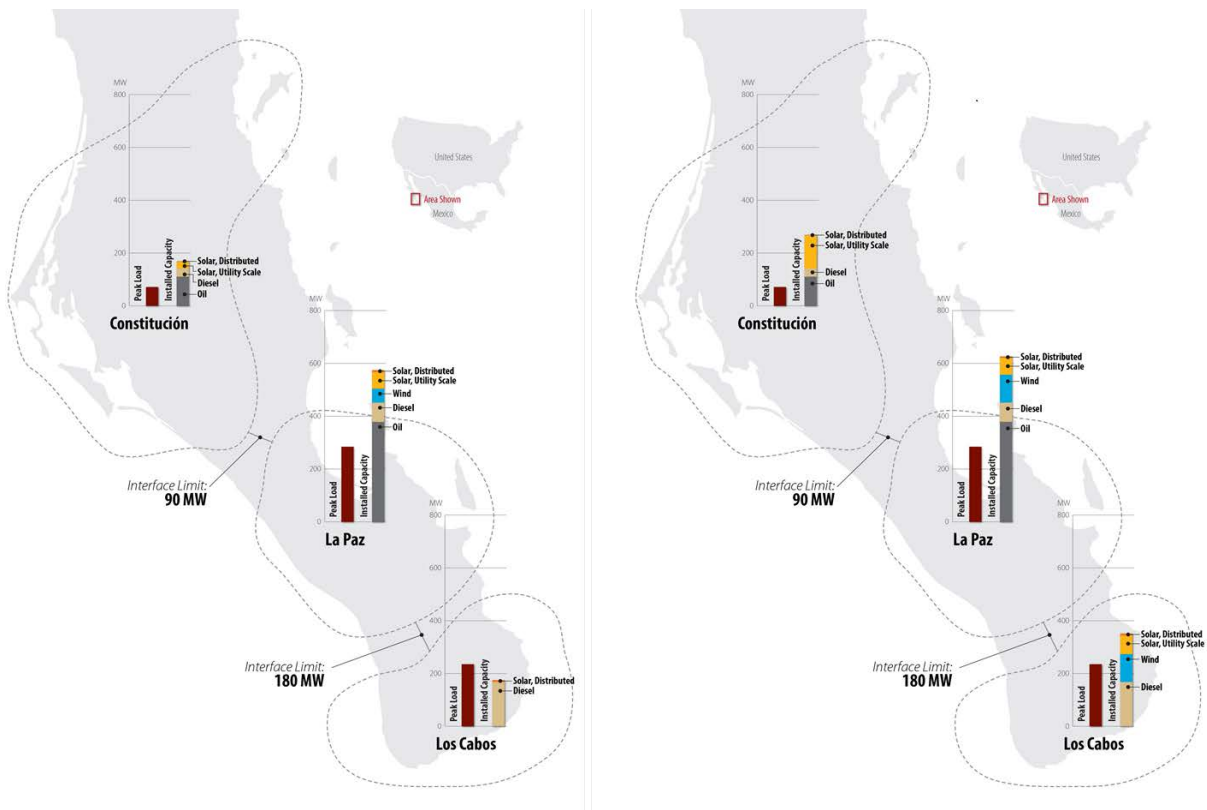 MW
800
600
400
200
0
Peak Load
Installed Capacity
Solar, Distributed
Solar, Utility Scale
Diesel
Oil
Constitución
United States
Area Shown
Mexico
MW
800
600
400
200
0
Peak Load
Installed Capacity
Solar, Distributed
Solar, Utility Scale
Wind
Diesel
Oil
La Paz
Interface Limit:
90 MW
MW
800
600
400
200
0
Peak Load
Installed Capacity
Solar, Distributed
Diesel
Los Cabos
Interface Limit:
180 MW
MW
800
600
400
200
0
Peak Load
Installed Capacity
Solar, Distributed
Solar, Utility Scale
Diesel
Oil
Constitución
United States
Area Shown
Mexico
MW
800
600
400
200
0
Peak Load
Installed Capacity
Solar, Distributed
Solar, Utility Scale
Wind
Diesel
Oil
La Paz
Interface Limit:
90 MW
MW
800
600
400
200
0
Peak Load
Installed Capacity
Solar, Distributed
Solar, Utility Scale
Wind
Diesel
Los Cabos
Interface Limit:
180 MW